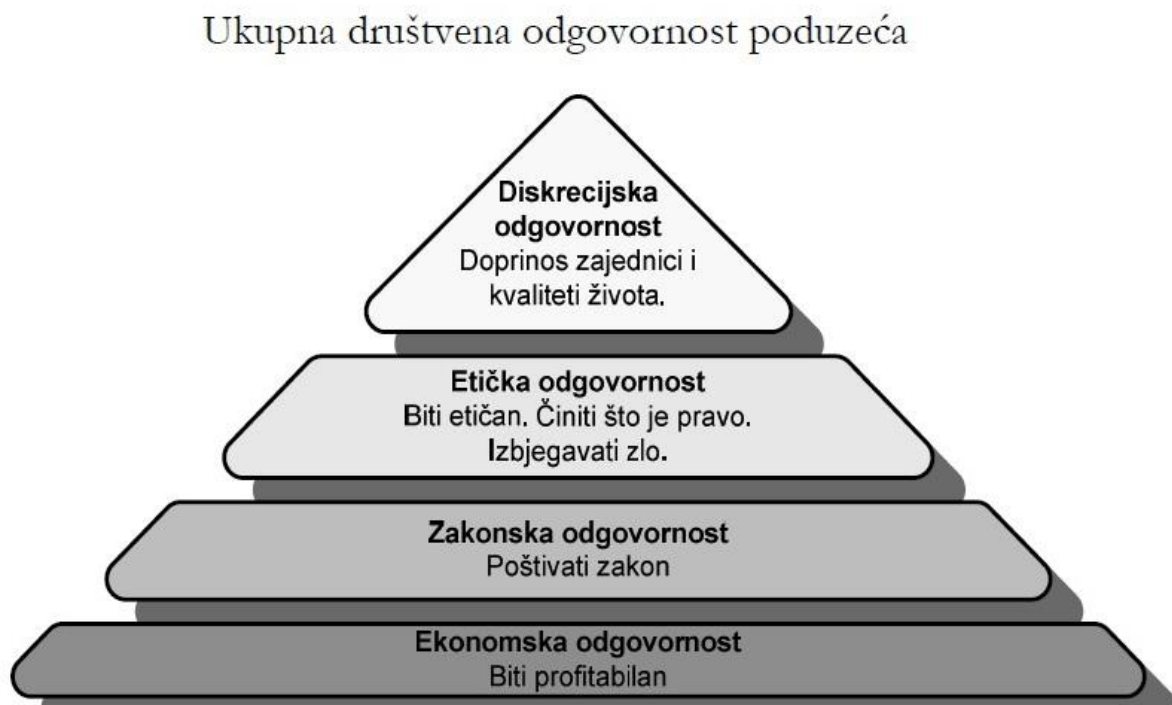 Ukupna društvena odgovornost poduzeća
Diskrecijska
odgovornost
Doprinos zajednici i
kvaliteti života.
Etička odgovornost
Biti etičan. Činiti što je pravo.
Izbjegavati zlo.
Zakonska odgovornost
Poštivati zakon
Ekonomska odgovornost
Biti profitabilan